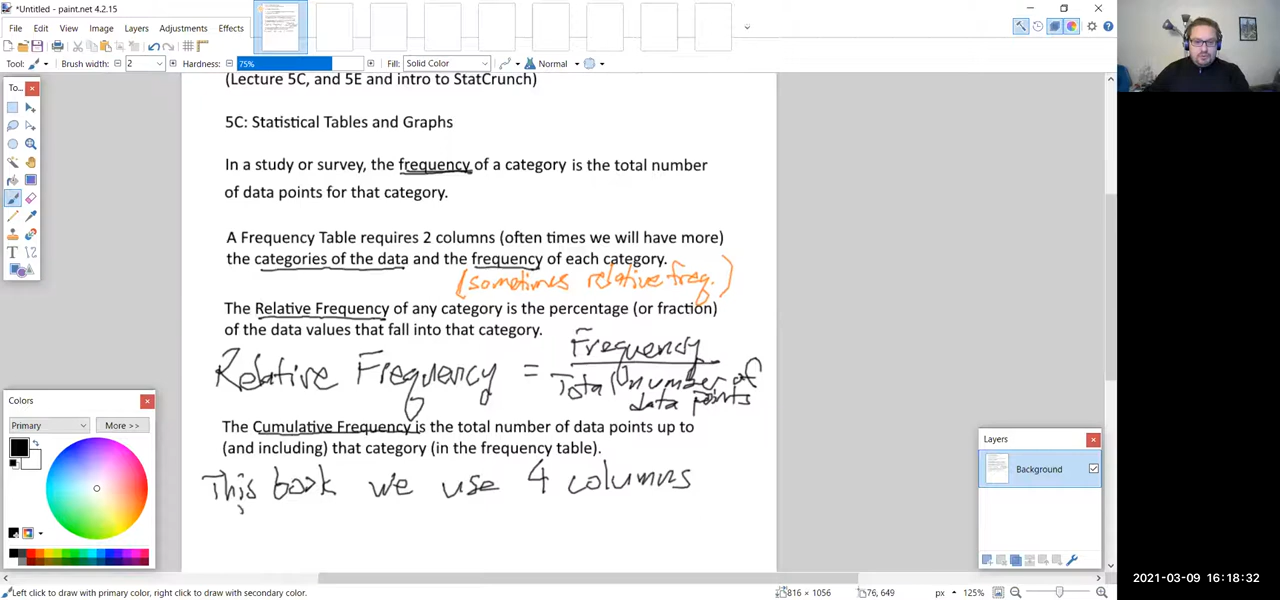 *Untitled - paint.net 4.2.15
File Edit View Image Layers Adjustments Effects
Tool: Brush width: 2 Hardness: 75% Fill: Solid Color Normal
To...
(Lecture 5C, and 5E and intro to StatCrunch)
5C: Statistical Tables and Graphs
In a study or survey, the frequency of a category is the total number
of data points for that category.
A Frequency Table requires 2 columns (often times we will have more)
the categories of the data and the frequency of each category.
(sometimes relative freq.)
The Relative Frequency of any category is the percentage (or fraction)
of the data values that fall into that category.
Relative Frequency = Frequency
Total number of
data points
The Cumulative Frequency is the total number of data points up to
(and including) that category (in the frequency table).
This book we use 4 columns
Colors
Primary More >>
Layers
Background
2021-03-09 16:18:32
Left click to draw with primary color, right click to draw with secondary color.
816 x 1056 76, 649 px 125%